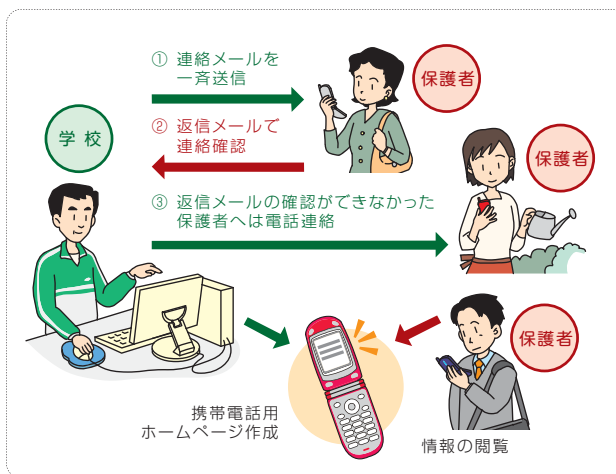 ① 連絡メールを
一斉送信
保護者
学校
② 返信メールで
連絡確認
保護者
③ 返信メールの確認ができなかった
保護者へは電話連絡
保護者
携帯電話用
ホームページ作成
情報の閲覧